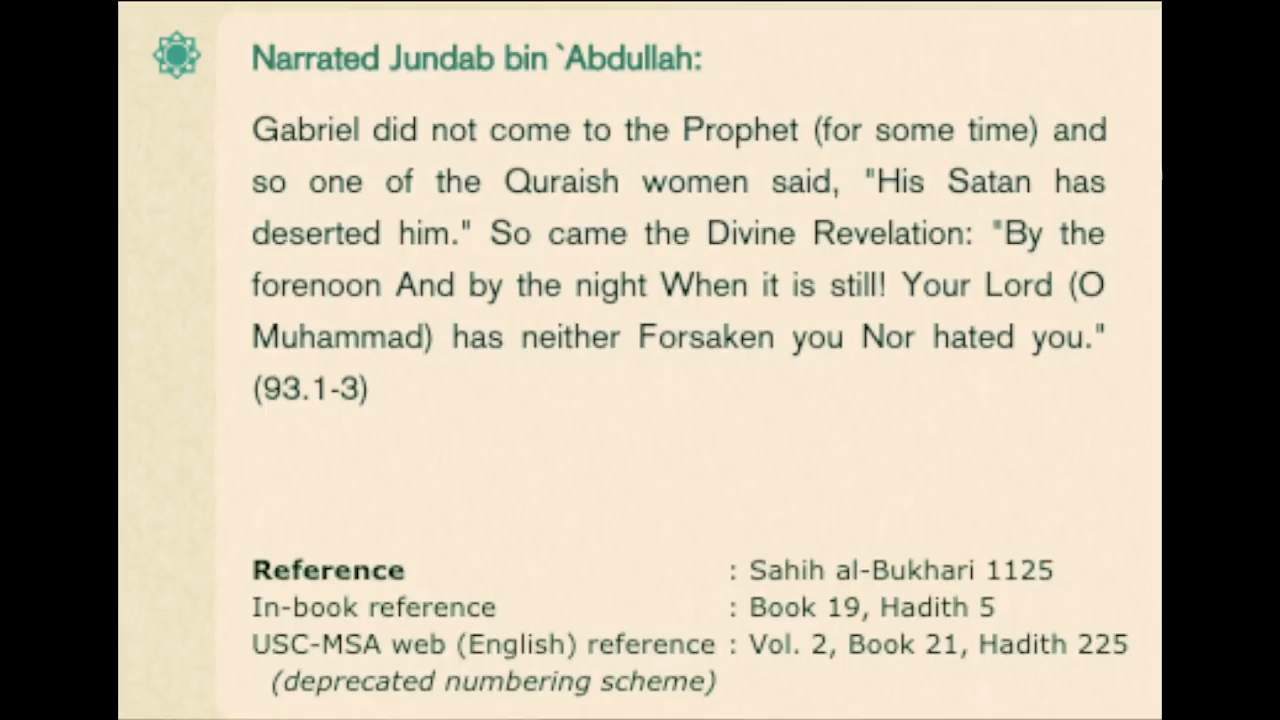 Narrated Jundab bin `Abdullah:
Gabriel did not come to the Prophet (for some time) and
so one of the Quraish women said, "His Satan has
deserted him." So came the Divine Revelation: "By the
forenoon And by the night When it is still! Your Lord (O
Muhammad) has neither Forsaken you Nor hated you."
(93.1-3)
Reference : Sahih al-Bukhari 1125
In-book reference : Book 19, Hadith 5
USC-MSA web (English) reference : Vol. 2, Book 21, Hadith 225
(deprecated numbering scheme)